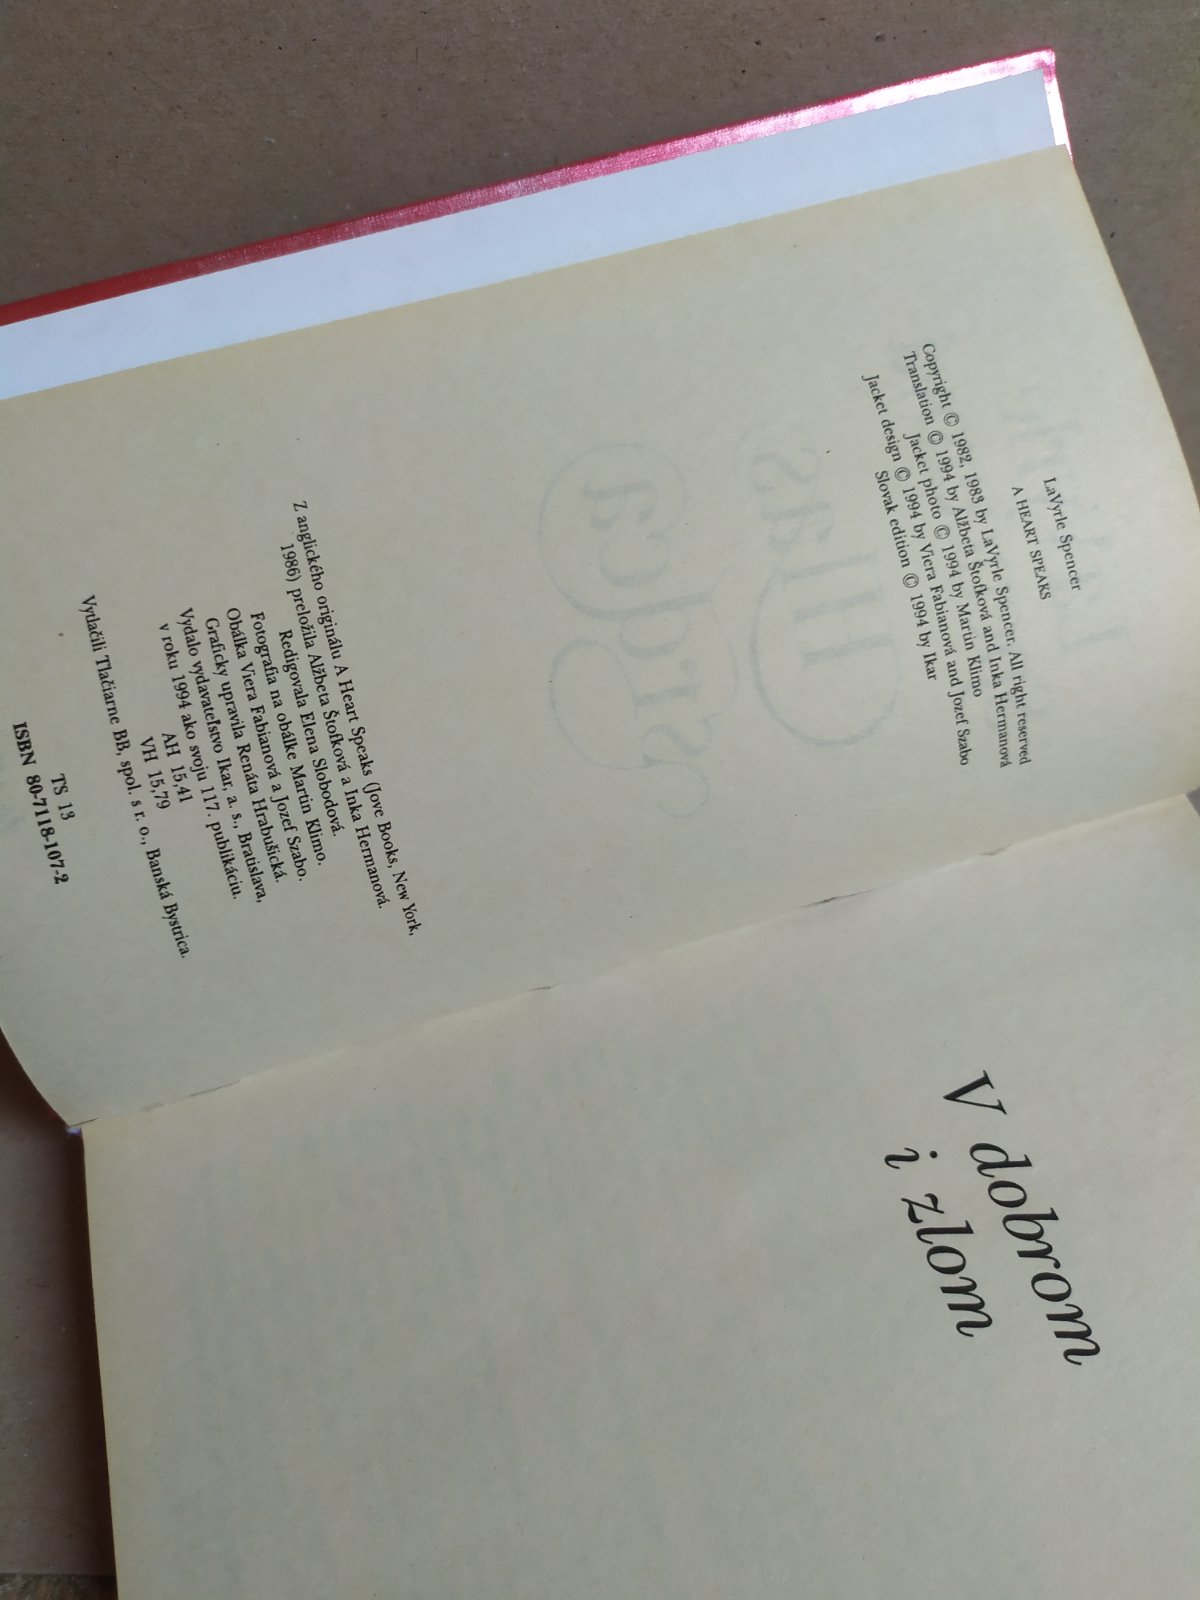 LaVyrle Spencer
A HEART SPEAKS
Copyright © 1982, 1983 by LaVyrle Spencer. All right reserved
Translation © 1994 by Alžbeta Štofková and Inka Hermanová
Jacket photo © 1994 by Martin Klimo
Jacket design © 1994 by Viera Fabianová and Jozef Szabo
Slovak edition © 1994 by Ikar
Z anglického originálu A Heart Speaks (Jove Books, New York,
1986) preložila Alžbeta Štofková a Inka Hermanová.
Redigovala Elena Slobodová.
Fotografia na obálke Martin Klimo.
Obálka Viera Fabianová a Jozef Szabo.
Graficky upravila Renáta Hrabušická.
Vydalo vydavateľstvo Ikar, a. s., Bratislava,
v roku 1994 ako svoju 117. publikáciu.
AH 15,41
VH 15,79
Vytlačili Tlačiarne BB, spol. s r. o., Banská Bystrica.
TS 13
ISBN 80-7118-107-2
V dobrom
i zlom